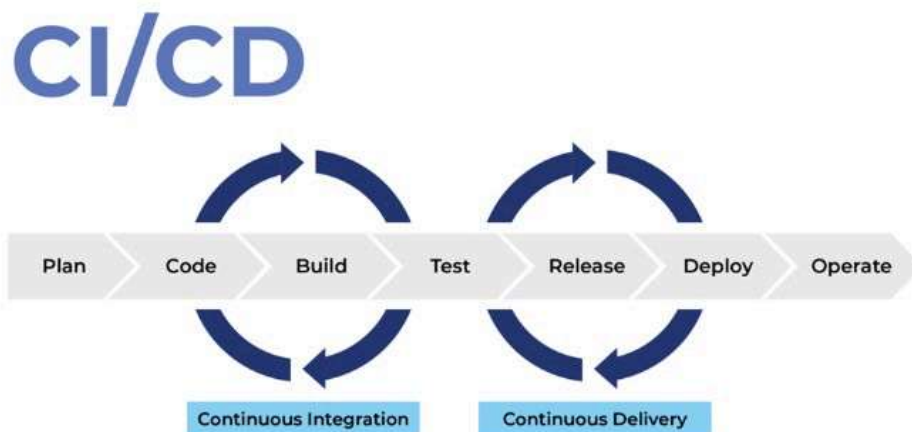 CI/CD
Plan Code Build Test Release Deploy Operate
Continuous Integration Continuous Delivery